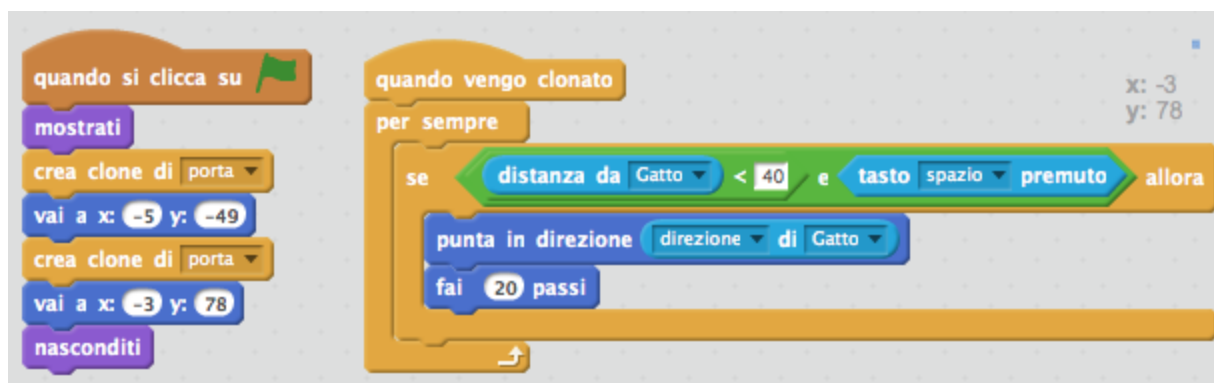 quando si clicca su
mostrati
crea clone di porta
vai a x: -5 y: -49
crea clone di porta
vai a x: -3 y: 78
nasconditi
quando vengo clonato
per sempre
se distanza da Gatto < 40 e tasto spazio premuto allora
punta in direzione direzione di Gatto
fai 20 passi
x: -3
y: 78